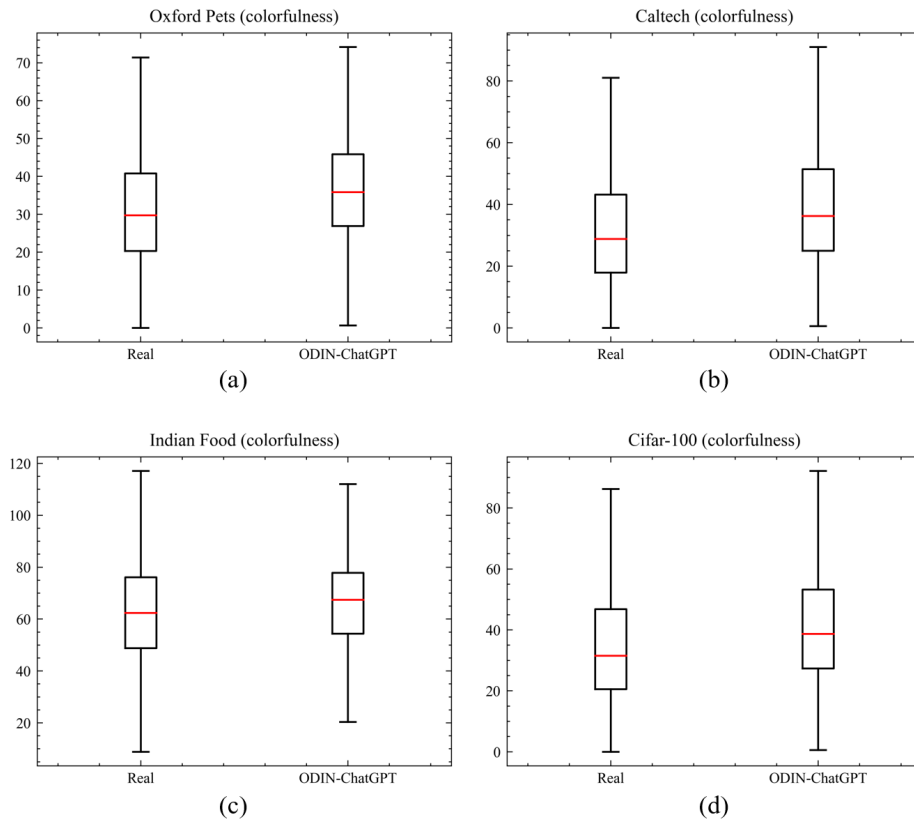 Oxford Pets (colorfulness)
70
60
50
40
30
20
10
0
Real ODIN-ChatGPT
(a)
Caltech (colorfulness)
80
60
40
20
0
Real ODIN-ChatGPT
(b)
Indian Food (colorfulness)
120
100
80
60
40
20
Real ODIN-ChatGPT
(c)
Cifar-100 (colorfulness)
80
60
40
20
0
Real ODIN-ChatGPT
(d)